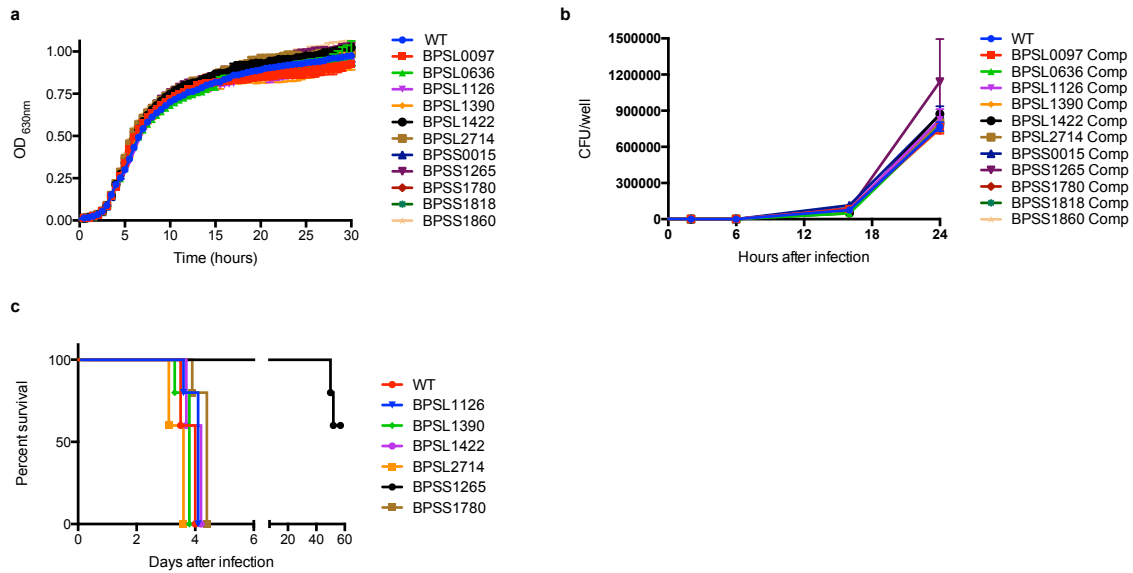 a
1.00
0.75
0.50
0.25
0.00
OD 630nm
0 5 10 15 20 25 30
Time (hours)
WT
BPSL0097
BPSL0636
BPSL1126
BPSL1390
BPSL1422
BPSL2714
BPSS0015
BPSS1265
BPSS1780
BPSS1818
BPSS1860
b
1500000
1200000
900000
600000
300000
0
CFU/well
0 6 12 18 24
Hours after infection
WT
BPSL0097 Comp
BPSL0636 Comp
BPSL1126 Comp
BPSL1390 Comp
BPSL1422 Comp
BPSL2714 Comp
BPSS0015 Comp
BPSS1265 Comp
BPSS1780 Comp
BPSS1818 Comp
BPSS1860 Comp
c
100
50
0
Percent survival
0 2 4 6 20 40 60
Days after infection
WT
BPSL1126
BPSL1390
BPSL1422
BPSL2714
BPSS1265
BPSS1780